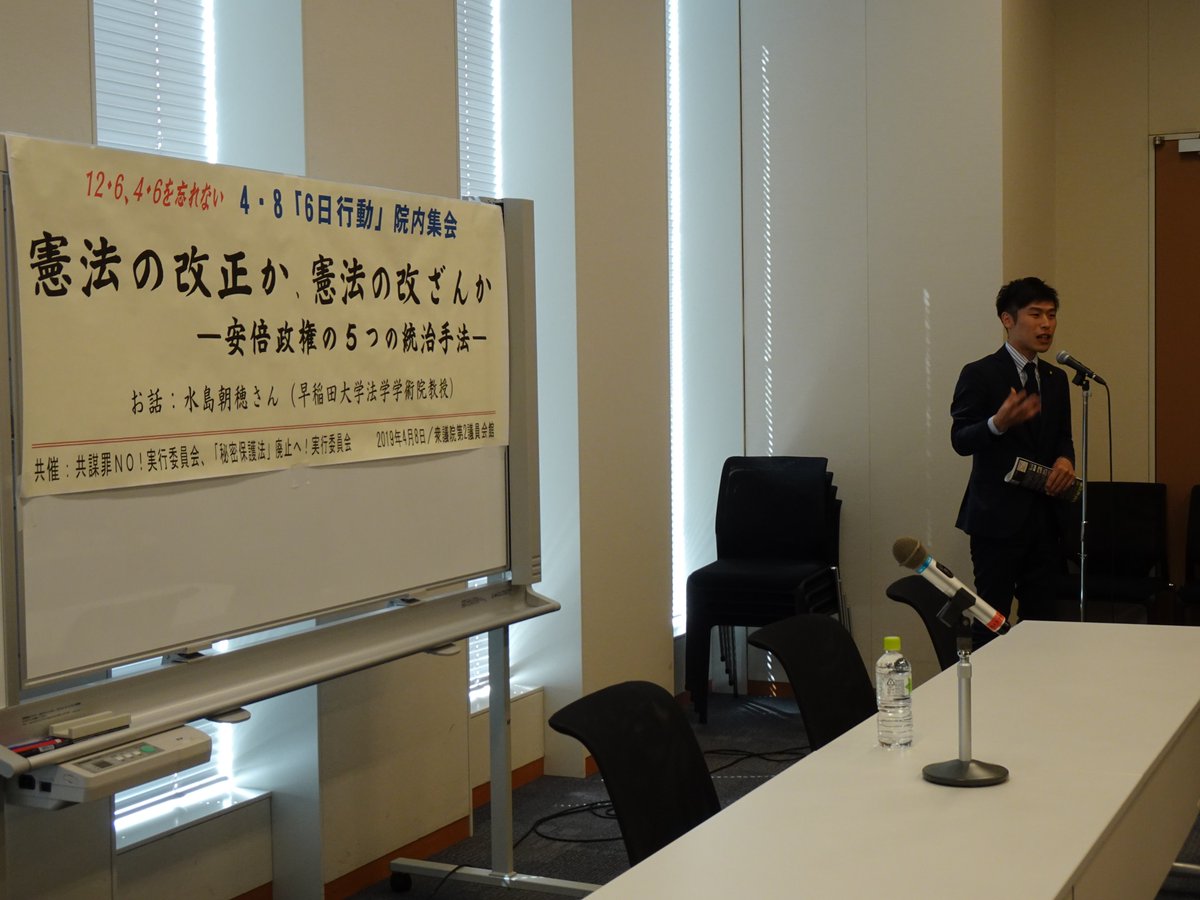 12・6、4・6を忘れない 4・8「6日行動」院内集会
憲法の改正か、憲法の改ざんか
―安倍政権の5つの統治手法―
お話：水島朝穂さん（早稲田大学法学学術院教授）
共催：共謀罪NO！実行委員会、「秘密保護法」廃止へ！実行委員会 2019年4月8日／衆議院第2議員会館